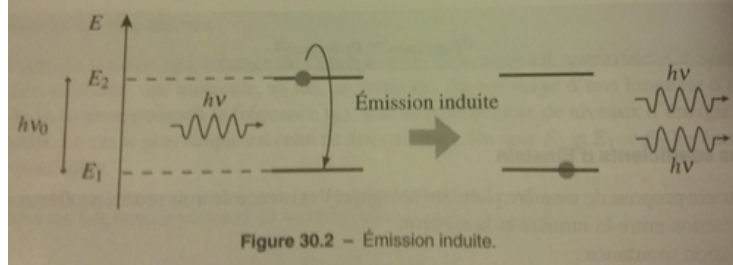 E
E₂
hν
Émission induite
hν₀
hν
hν
E₁
Figure 30.2 – Émission induite.